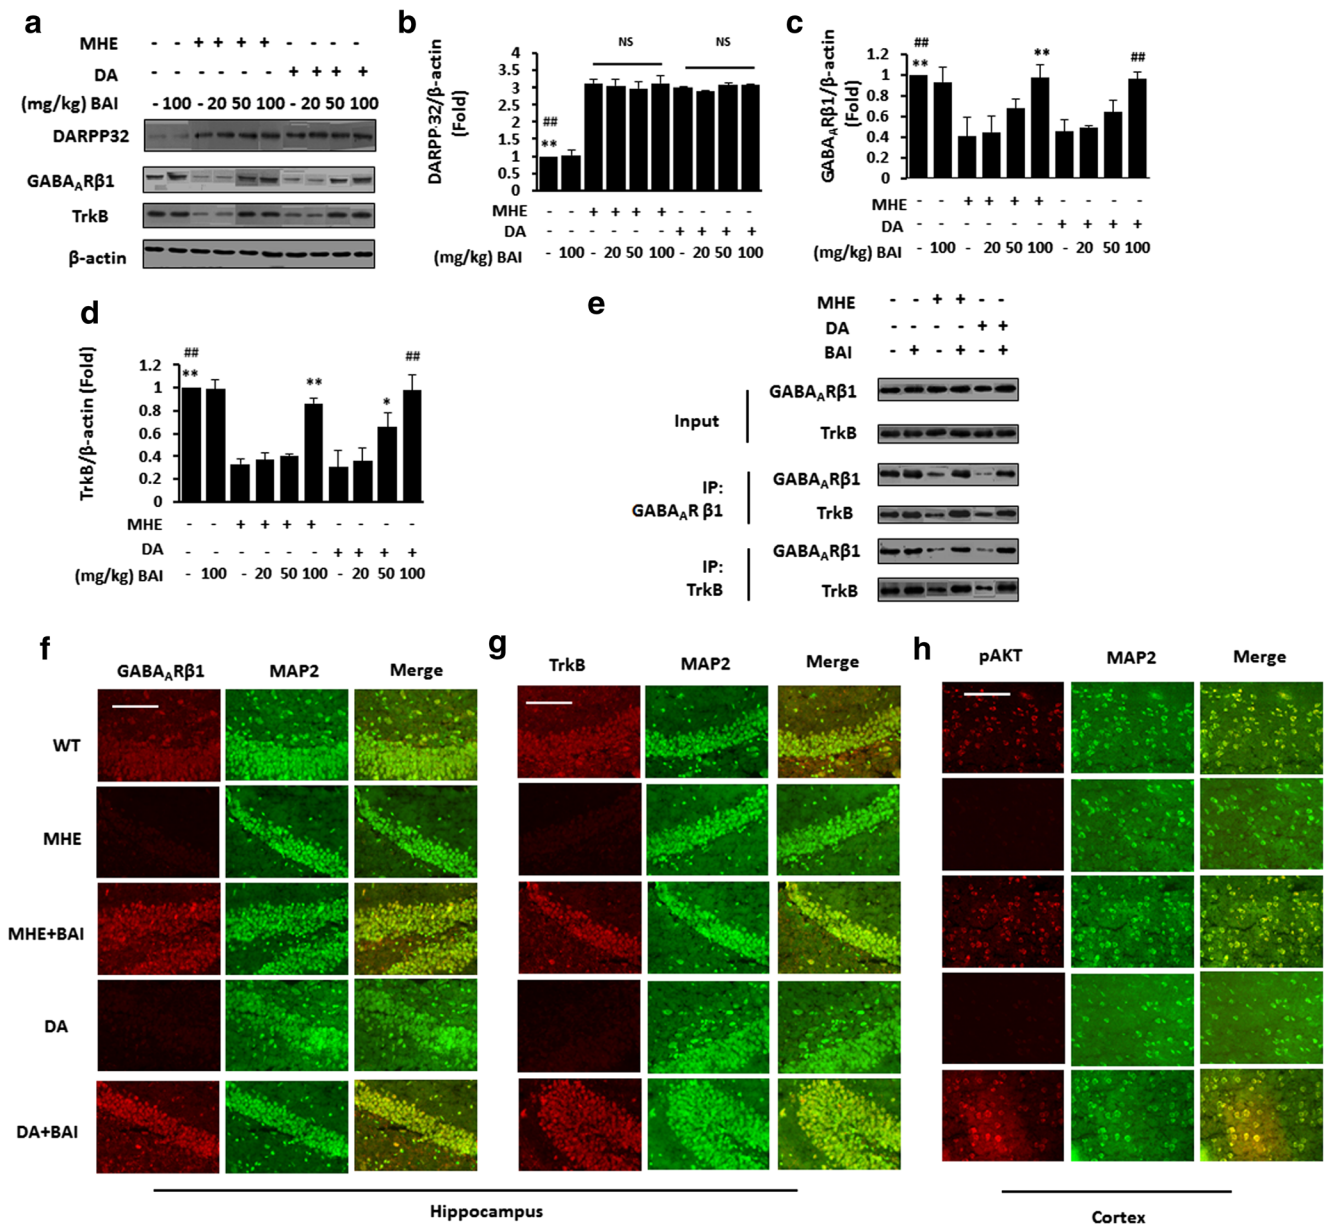 a
MHE - - + + + + - - - -
DA - - - - - - + + + +
(mg/kg) BAI - 100 - 20 50 100 - 20 50 100
DARPP32
GABAARβ1
TrkB
β-actin
b
DARPP32/β-actin
(Fold)
4
3.5
3
2.5
2
1.5
1
0.5
0
##
**
NS
NS
MHE - - + + + + - - - -
DA - - - - - - + + + +
(mg/kg) BAI - 100 - 20 50 100 - 20 50 100
c
GABAARβ1/β-actin
(Fold)
1.2
1
0.8
0.6
0.4
0.2
0
##
**
**
##
MHE - - + + + + - - - -
DA - - - - - - + + + +
(mg/kg) BAI - 100 - 20 50 100 - 20 50 100
d
TrkB/β-actin (Fold)
1.2
1
0.8
0.6
0.4
0.2
0
##
**
**
*
##
MHE - - + + + + - - - -
DA - - - - - - + + + +
(mg/kg) BAI - 100 - 20 50 100 - 20 50 100
e
MHE - - + + - -
DA - - - - + +
BAI - + - + - +
Input
GABAARβ1
TrkB
IP:
GABAAR β1
GABAARβ1
TrkB
IP:
TrkB
GABAARβ1
TrkB
f
GABAARβ1 MAP2 Merge
WT
MHE
MHE+BAI
DA
DA+BAI
g
TrkB MAP2 Merge
Hippocampus
h
pAKT MAP2 Merge
Cortex